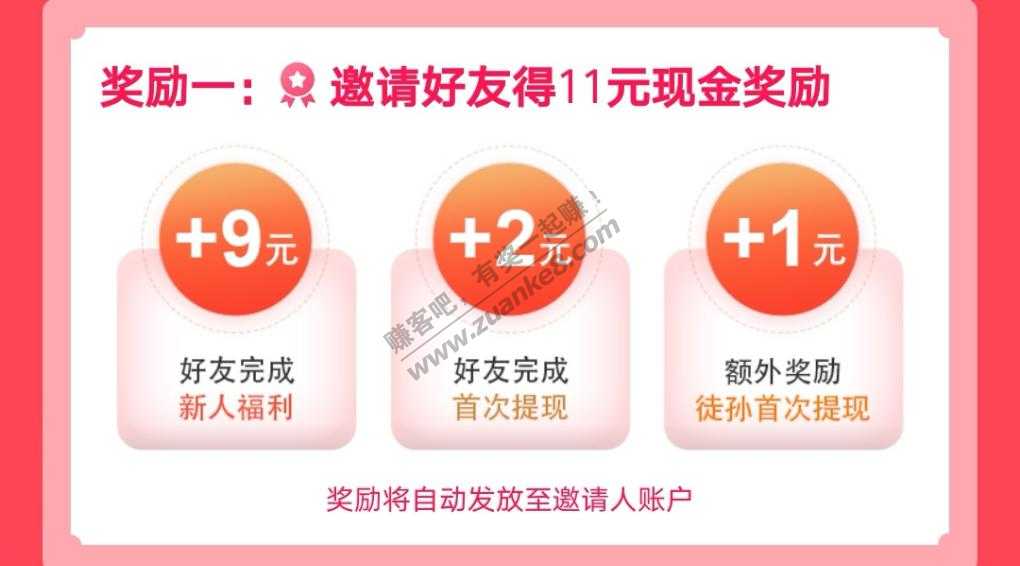 奖励一：邀请好友得11元现金奖励
+9元
+2元
+1元
好友完成
新人福利
好友完成
首次提现
额外奖励
徒孙首次提现
奖励将自动发放至邀请人账户
赚客吧，有奖一起赚！
www.zuanke8.com